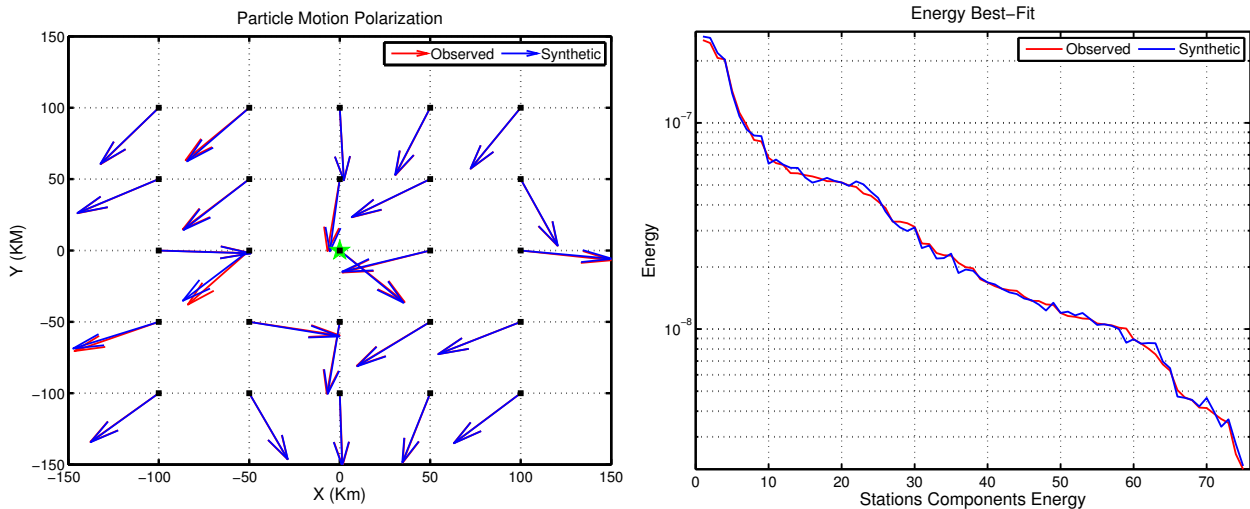 Particle Motion Polarization
Observed Synthetic
150
100
50
0
−50
−100
−150
Y (KM)
−150 −100 −50 0 50 100 150
X (Km)
Energy Best−Fit
Observed Synthetic
10−7
10−8
Energy
0 10 20 30 40 50 60 70
Stations Components Energy